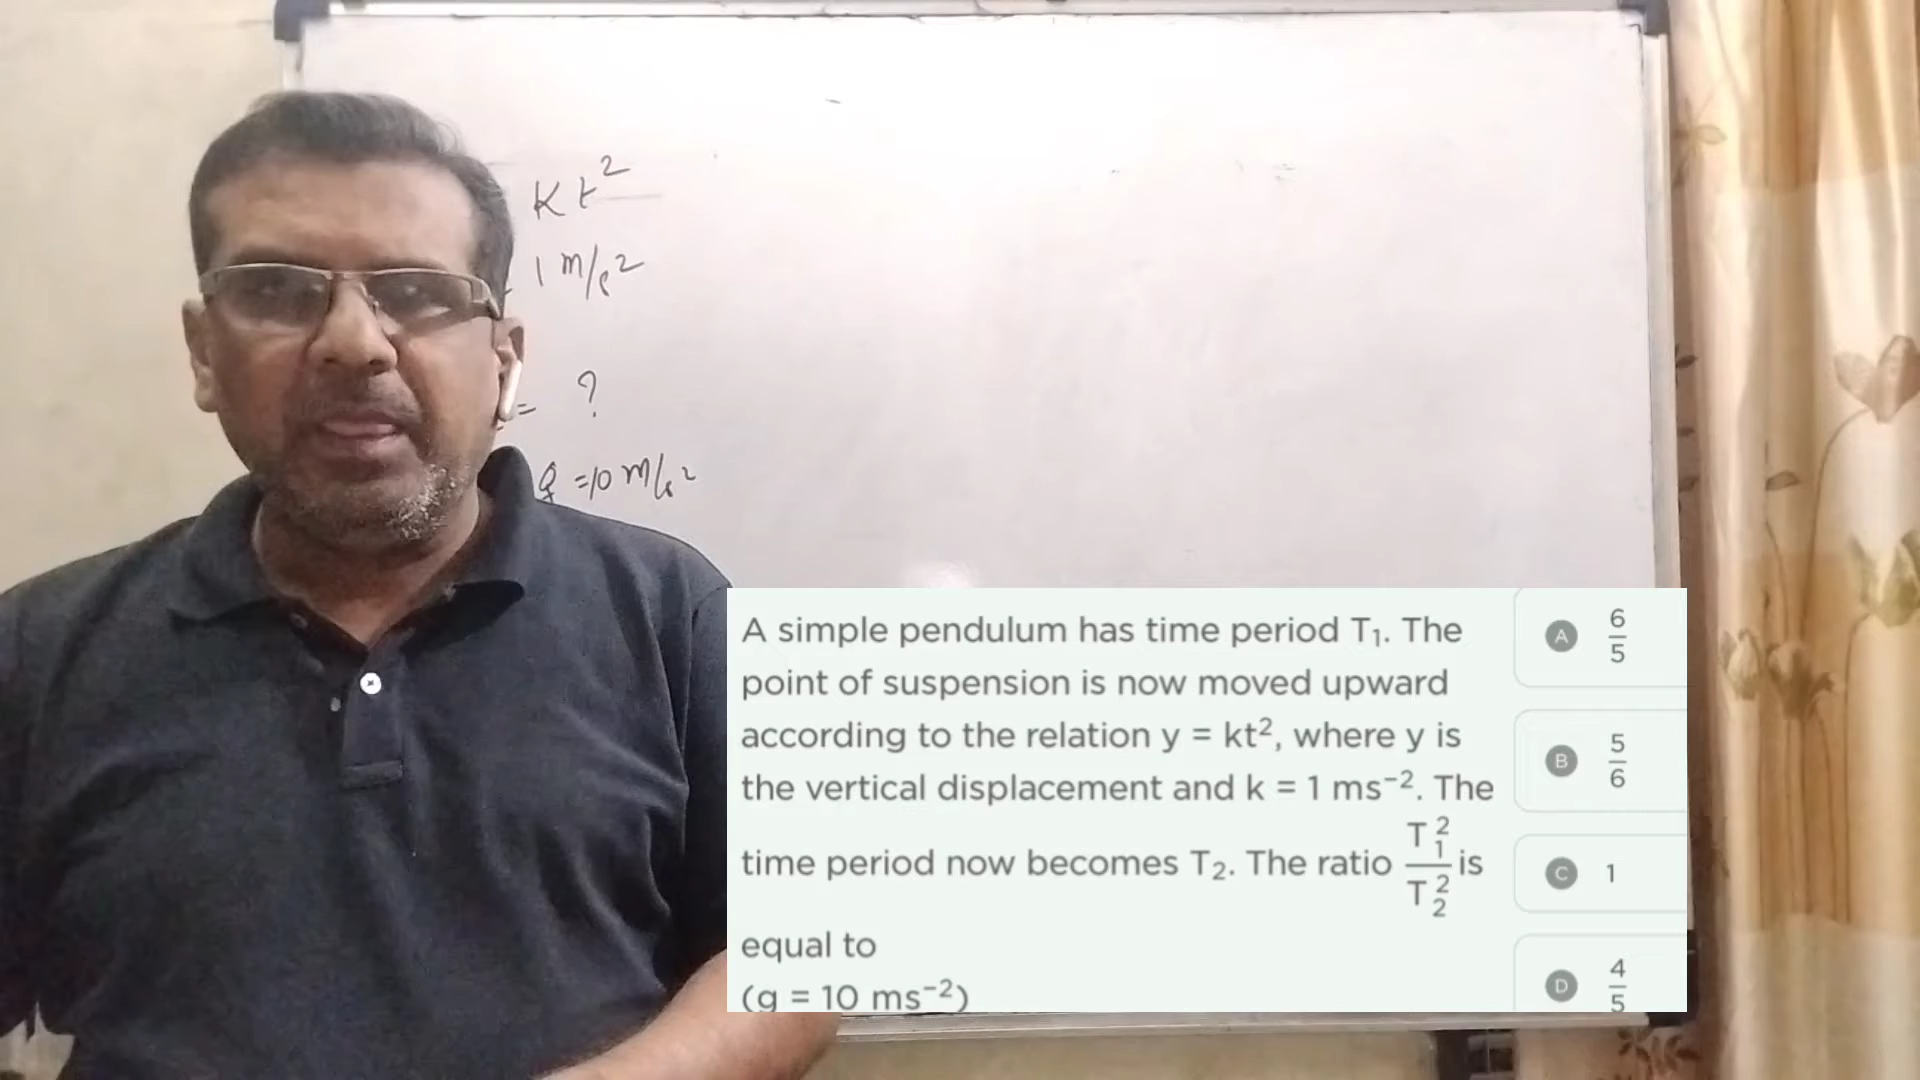 Kt²
1 m/s²
= ?
g = 10 m/s²
A simple pendulum has time period T₁. The
point of suspension is now moved upward
according to the relation y = kt², where y is
the vertical displacement and k = 1 ms⁻². The
time period now becomes T₂. The ratio T₁²/T₂² is
equal to
(g = 10 ms⁻²)
A 6/5
B 5/6
C 1
D 4/5